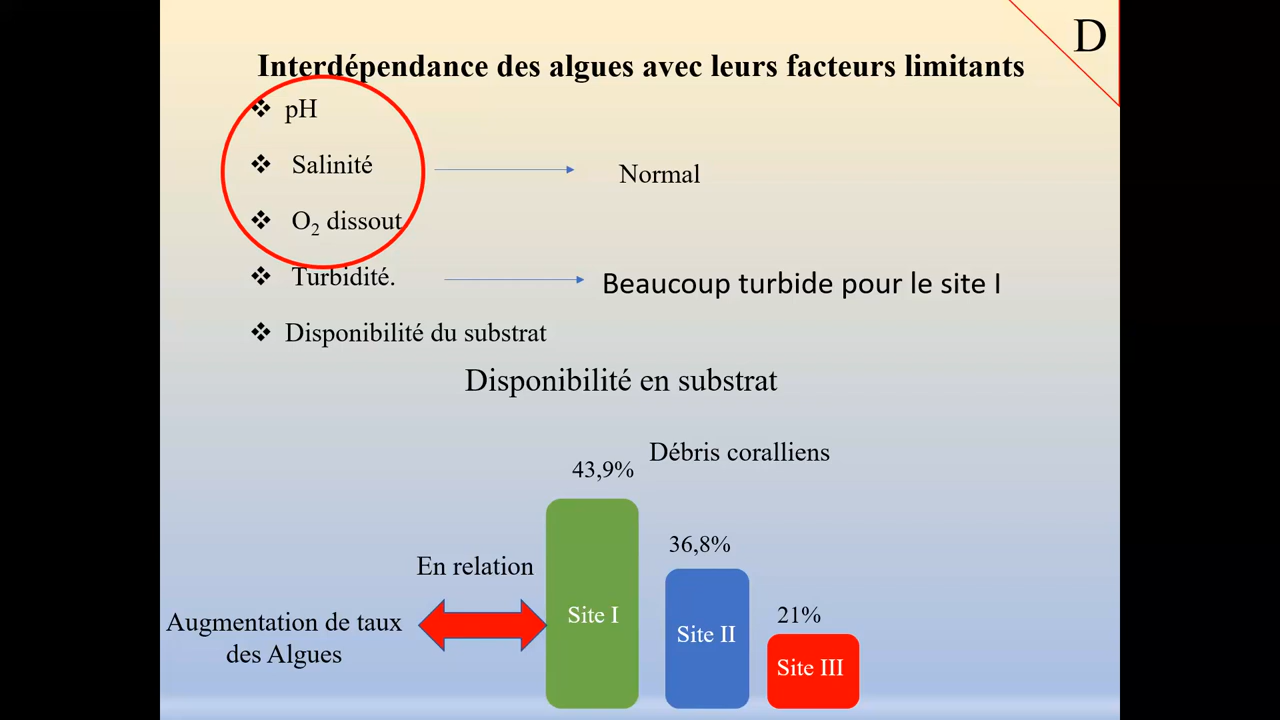 D
Interdépendance des algues avec leurs facteurs limitants
❖ pH
❖ Salinité
Normal
❖ O₂ dissout
❖ Turbidité.
Beaucoup turbide pour le site I
❖ Disponibilité du substrat
Disponibilité en substrat
Débris coralliens
43,9%
36,8%
En relation
Site I
21%
Augmentation de taux
des Algues
Site II
Site III